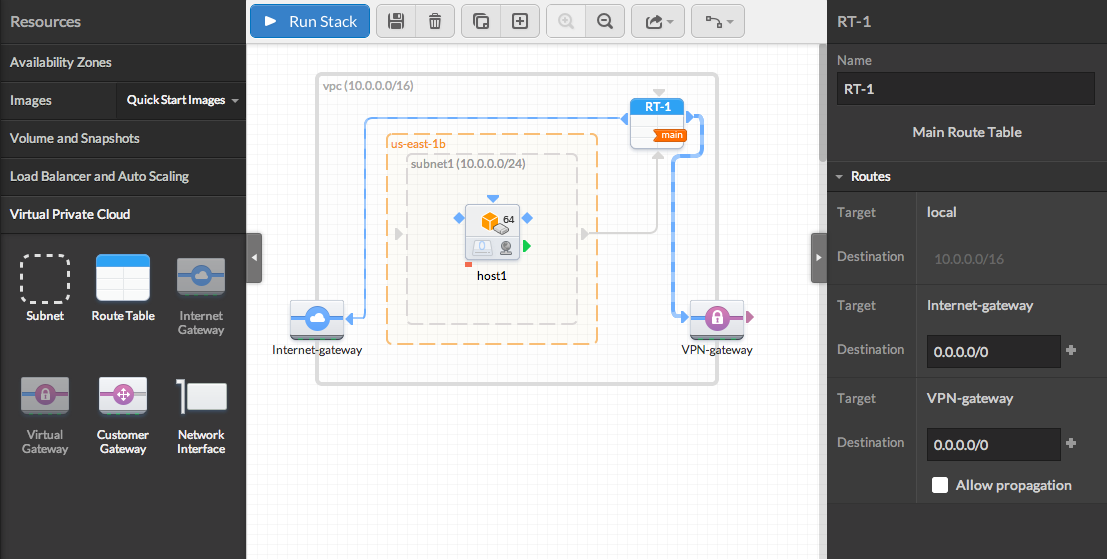 Resources
Availability Zones
Images
Quick Start Images
Volume and Snapshots
Load Balancer and Auto Scaling
Virtual Private Cloud
Subnet
Route Table
Internet
Gateway
Virtual
Gateway
Customer
Gateway
Network
Interface
Run Stack
vpc (10.0.0.0/16)
RT-1
main
us-east-1b
subnet1 (10.0.0.0/24)
64
host1
Internet-gateway
VPN-gateway
RT-1
Name
RT-1
Main Route Table
Routes
Target local
Destination 10.0.0.0/16
Target Internet-gateway
Destination 0.0.0.0/0
Target VPN-gateway
Destination 0.0.0.0/0
Allow propagation